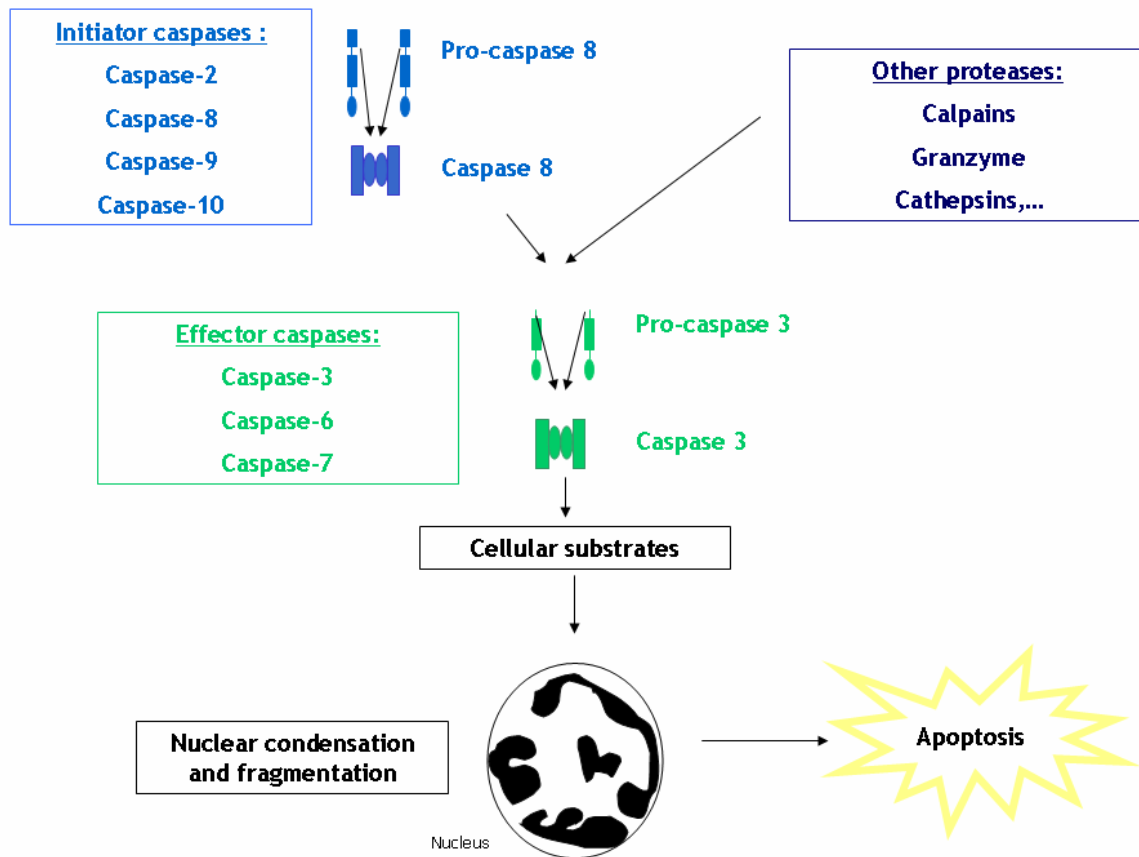 Initiator caspases :
Caspase-2
Caspase-8
Caspase-9
Caspase-10
Pro-caspase 8
Caspase 8
Other proteases:
Calpains
Granzyme
Cathepsins,...
Effector caspases:
Caspase-3
Caspase-6
Caspase-7
Pro-caspase 3
Caspase 3
Cellular substrates
Nuclear condensation
and fragmentation
Nucleus
Apoptosis